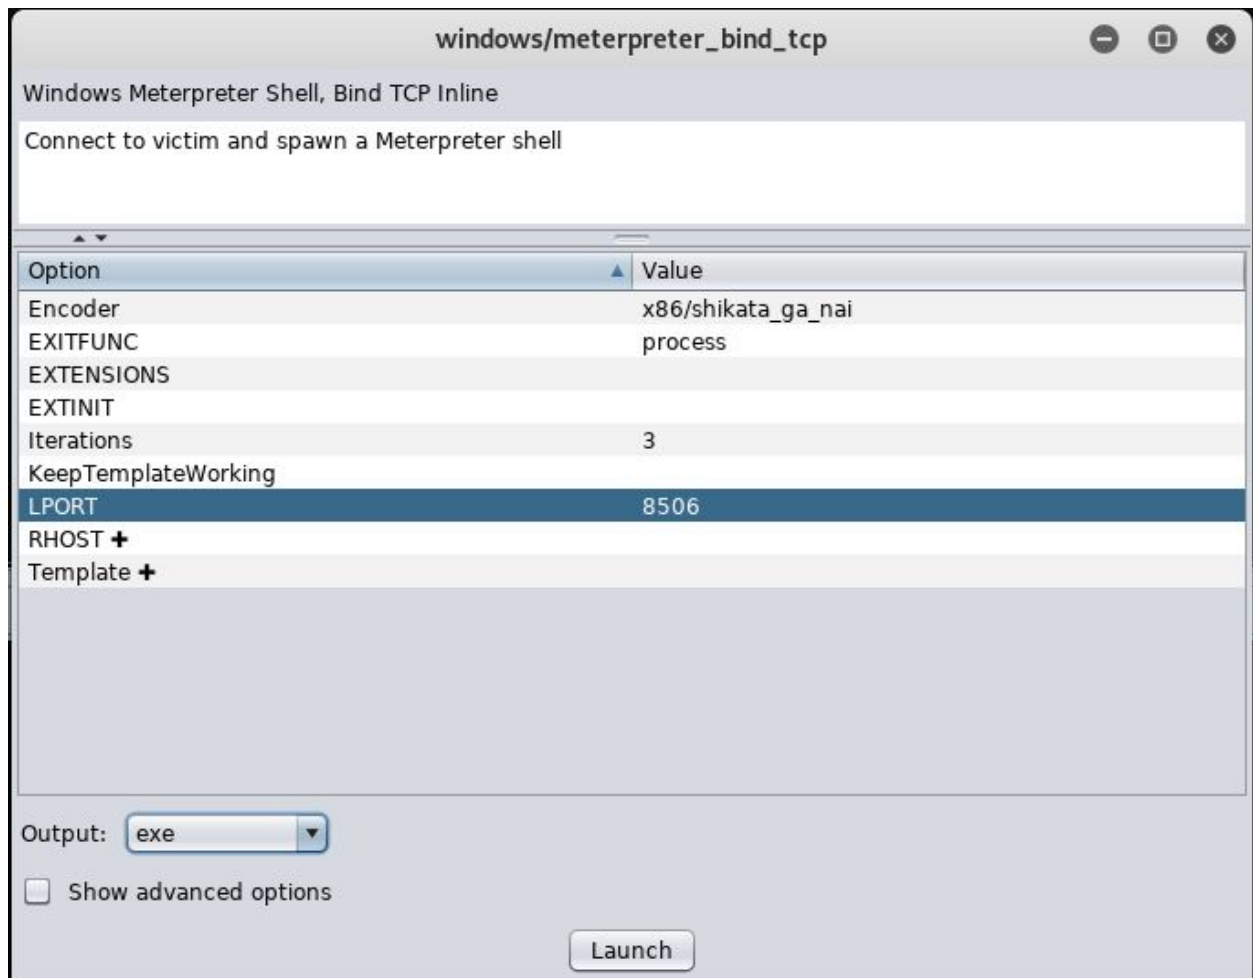 windows/meterpreter_bind_tcp
Windows Meterpreter Shell, Bind TCP Inline
Connect to victim and spawn a Meterpreter shell
Option Value
Encoder x86/shikata_ga_nai
EXITFUNC process
EXTENSIONS
EXTINIT
Iterations 3
KeepTemplateWorking
LPORT 8506
RHOST ✚
Template ✚
Output: exe
Show advanced options
Launch